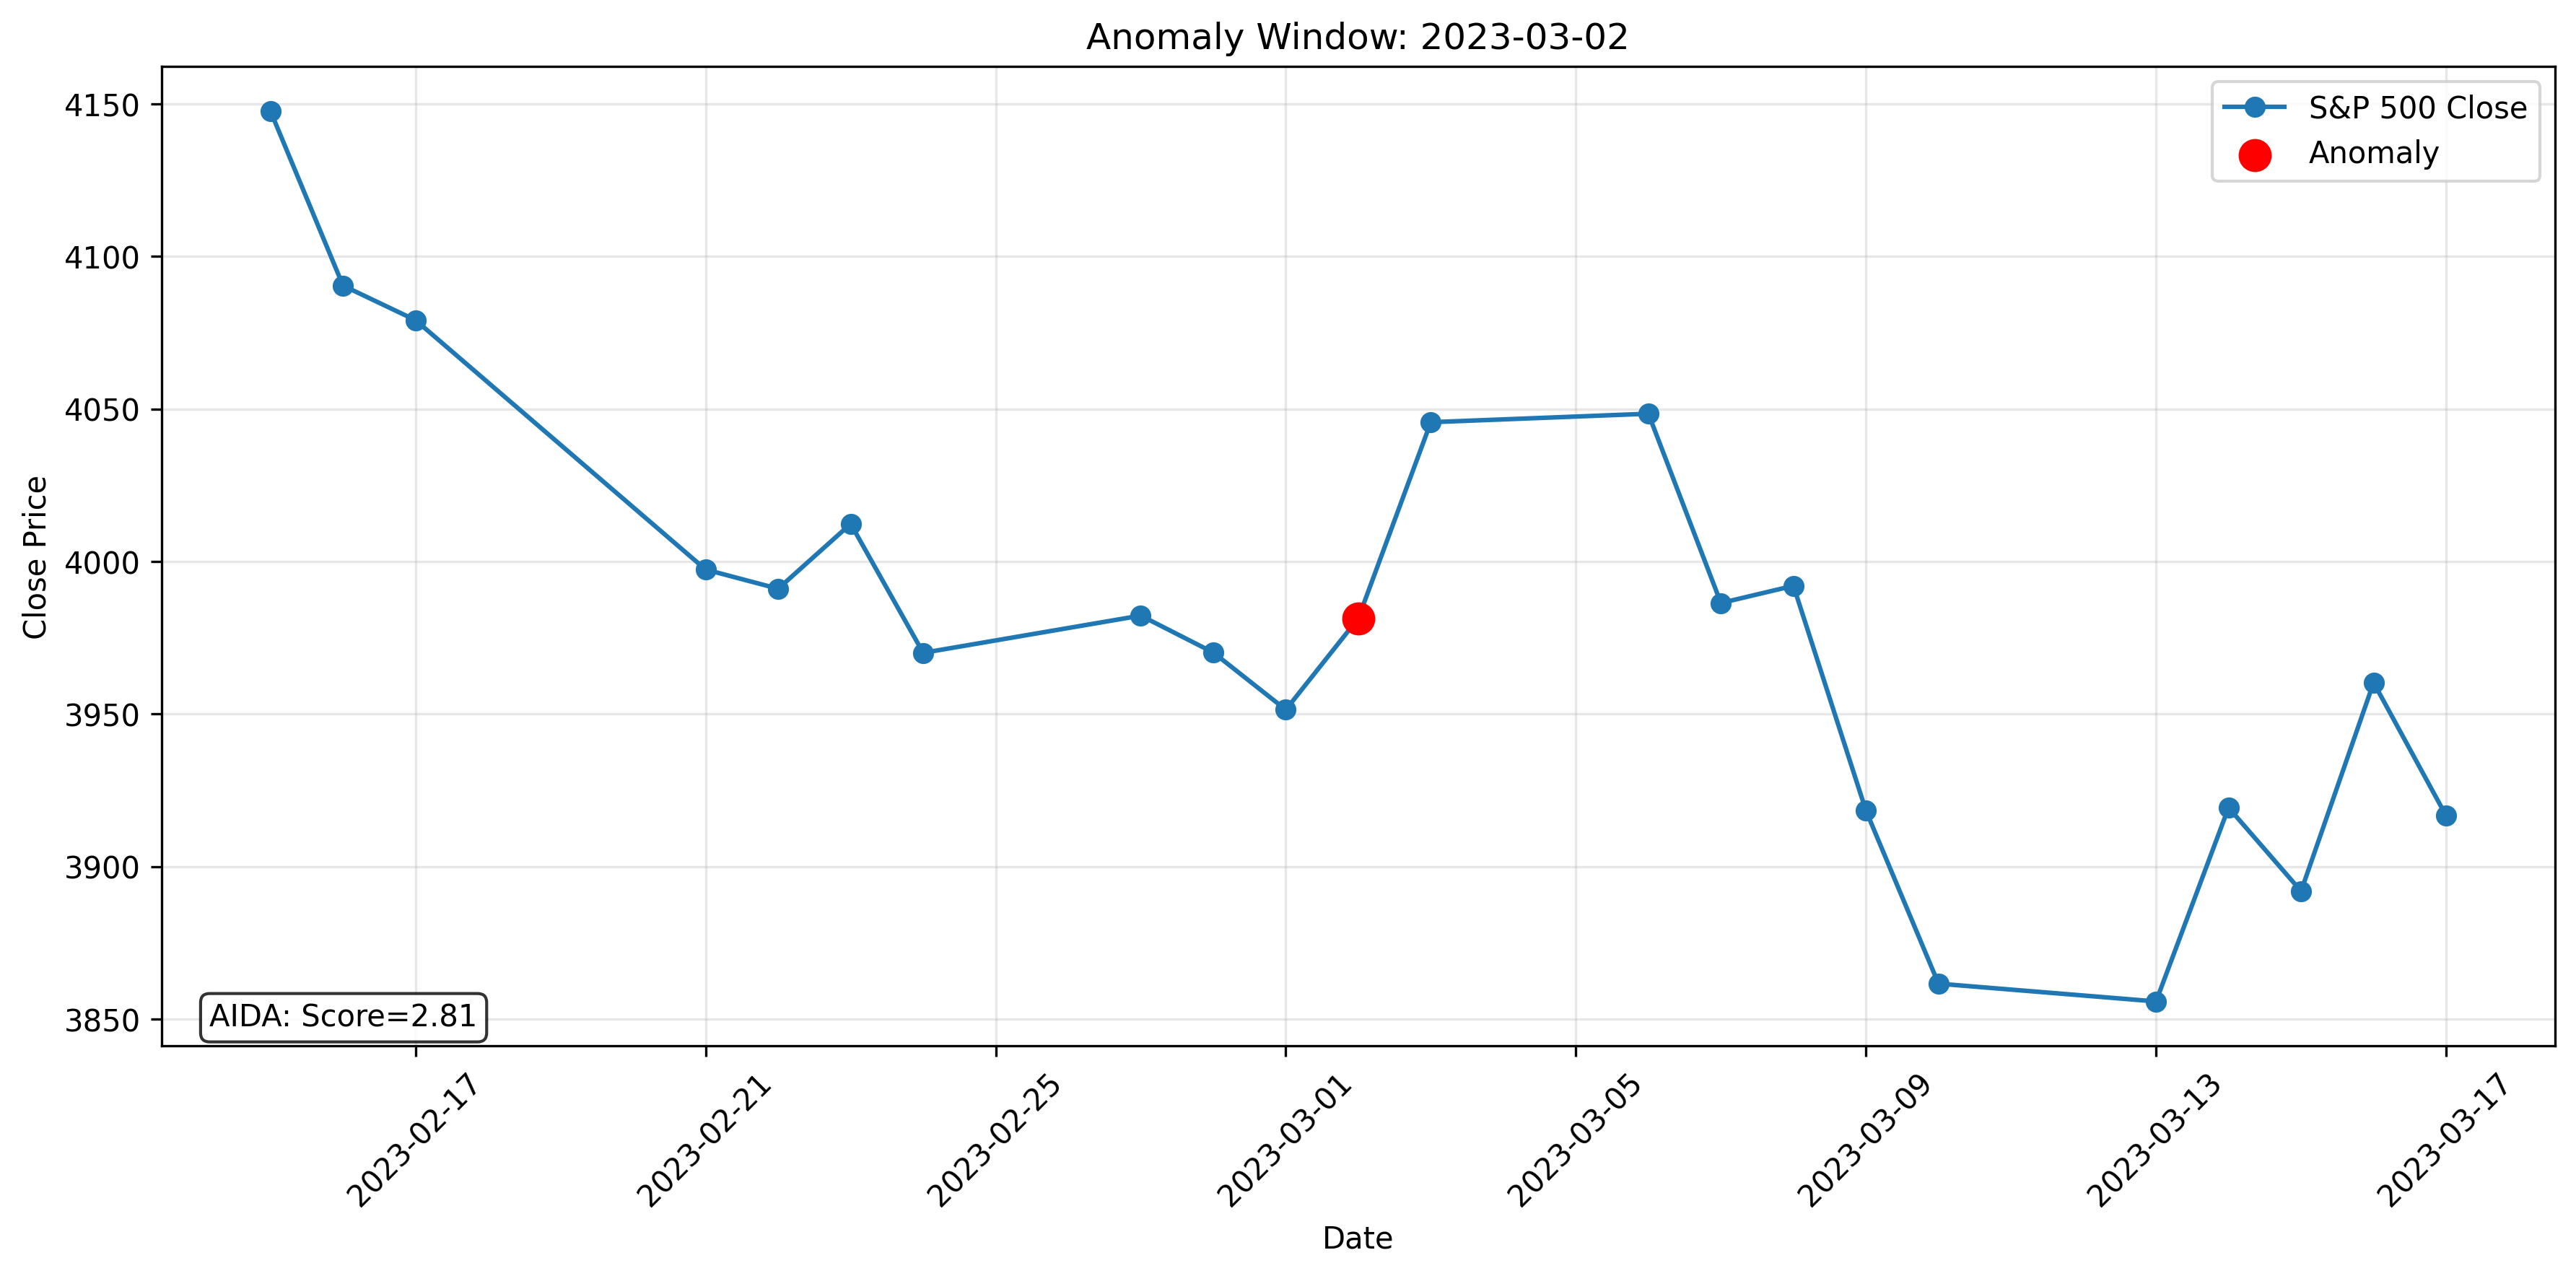 Anomaly Window: 2023-03-02
S&P 500 Close
Anomaly
Close Price
4150
4100
4050
4000
3950
3900
3850
AIDA: Score=2.81
2023-02-17
2023-02-21
2023-02-25
2023-03-01
2023-03-05
2023-03-09
2023-03-13
2023-03-17
Date